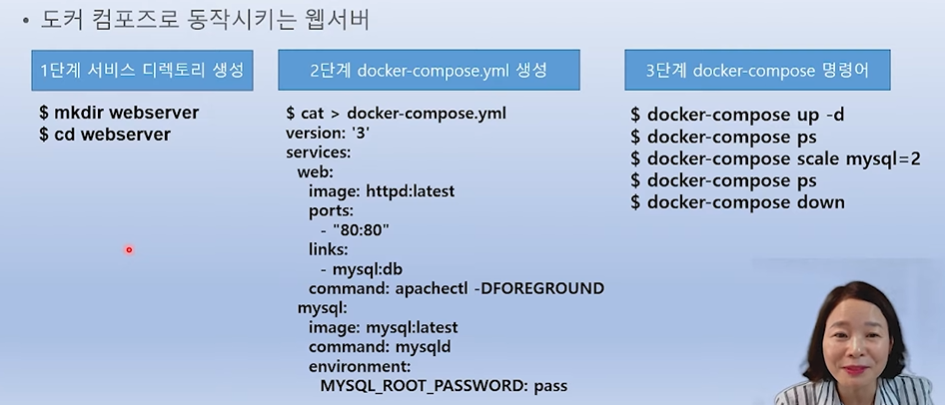 • 도커 컴포즈로 동작시키는 웹서버
1단계 서비스 디렉토리 생성
$ mkdir webserver
$ cd webserver
2단계 docker-compose.yml 생성
$ cat > docker-compose.yml
version: '3'
services:
web:
image: httpd:latest
ports:
- "80:80"
links:
- mysql:db
command: apachectl -DFOREGROUND
mysql:
image: mysql:latest
command: mysqld
environment:
MYSQL_ROOT_PASSWORD: pass
3단계 docker-compose 명령어
$ docker-compose up -d
$ docker-compose ps
$ docker-compose scale mysql=2
$ docker-compose ps
$ docker-compose down